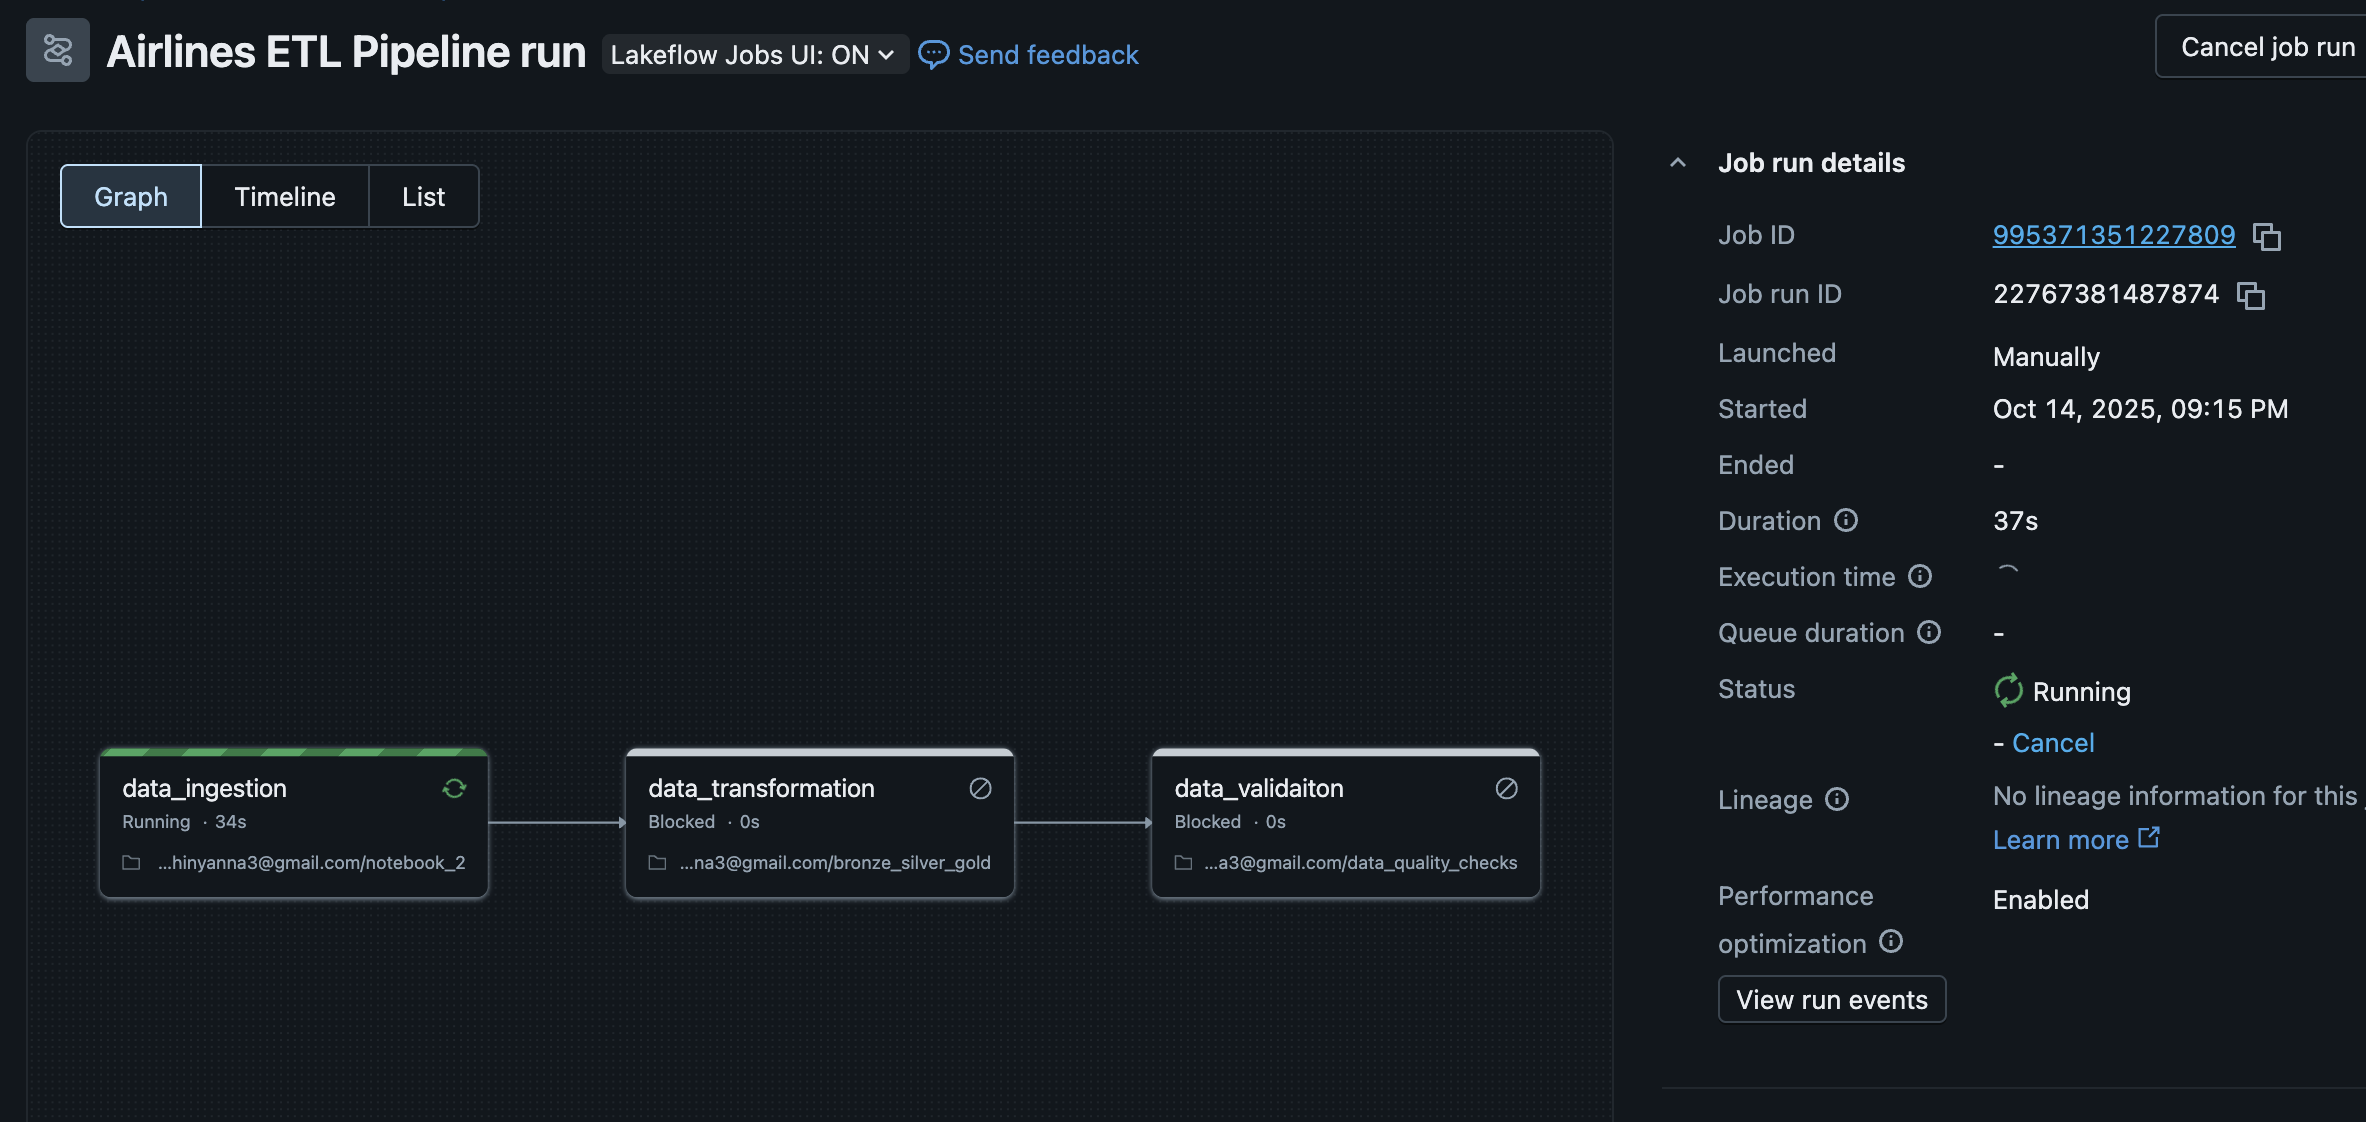 Airlines ETL Pipeline run
Lakeflow Jobs UI: ON
Send feedback
Cancel job run
Graph
Timeline
List
data_ingestion
Running · 34s
...hinyanna3@gmail.com/notebook_2
data_transformation
Blocked · 0s
...na3@gmail.com/bronze_silver_gold
data_validaiton
Blocked · 0s
...a3@gmail.com/data_quality_checks
Job run details
Job ID 995371351227809
Job run ID 22767381487874
Launched Manually
Started Oct 14, 2025, 09:15 PM
Ended -
Duration 37s
Execution time
Queue duration -
Status Running
- Cancel
Lineage No lineage information for this
Learn more
Performance optimization Enabled
View run events